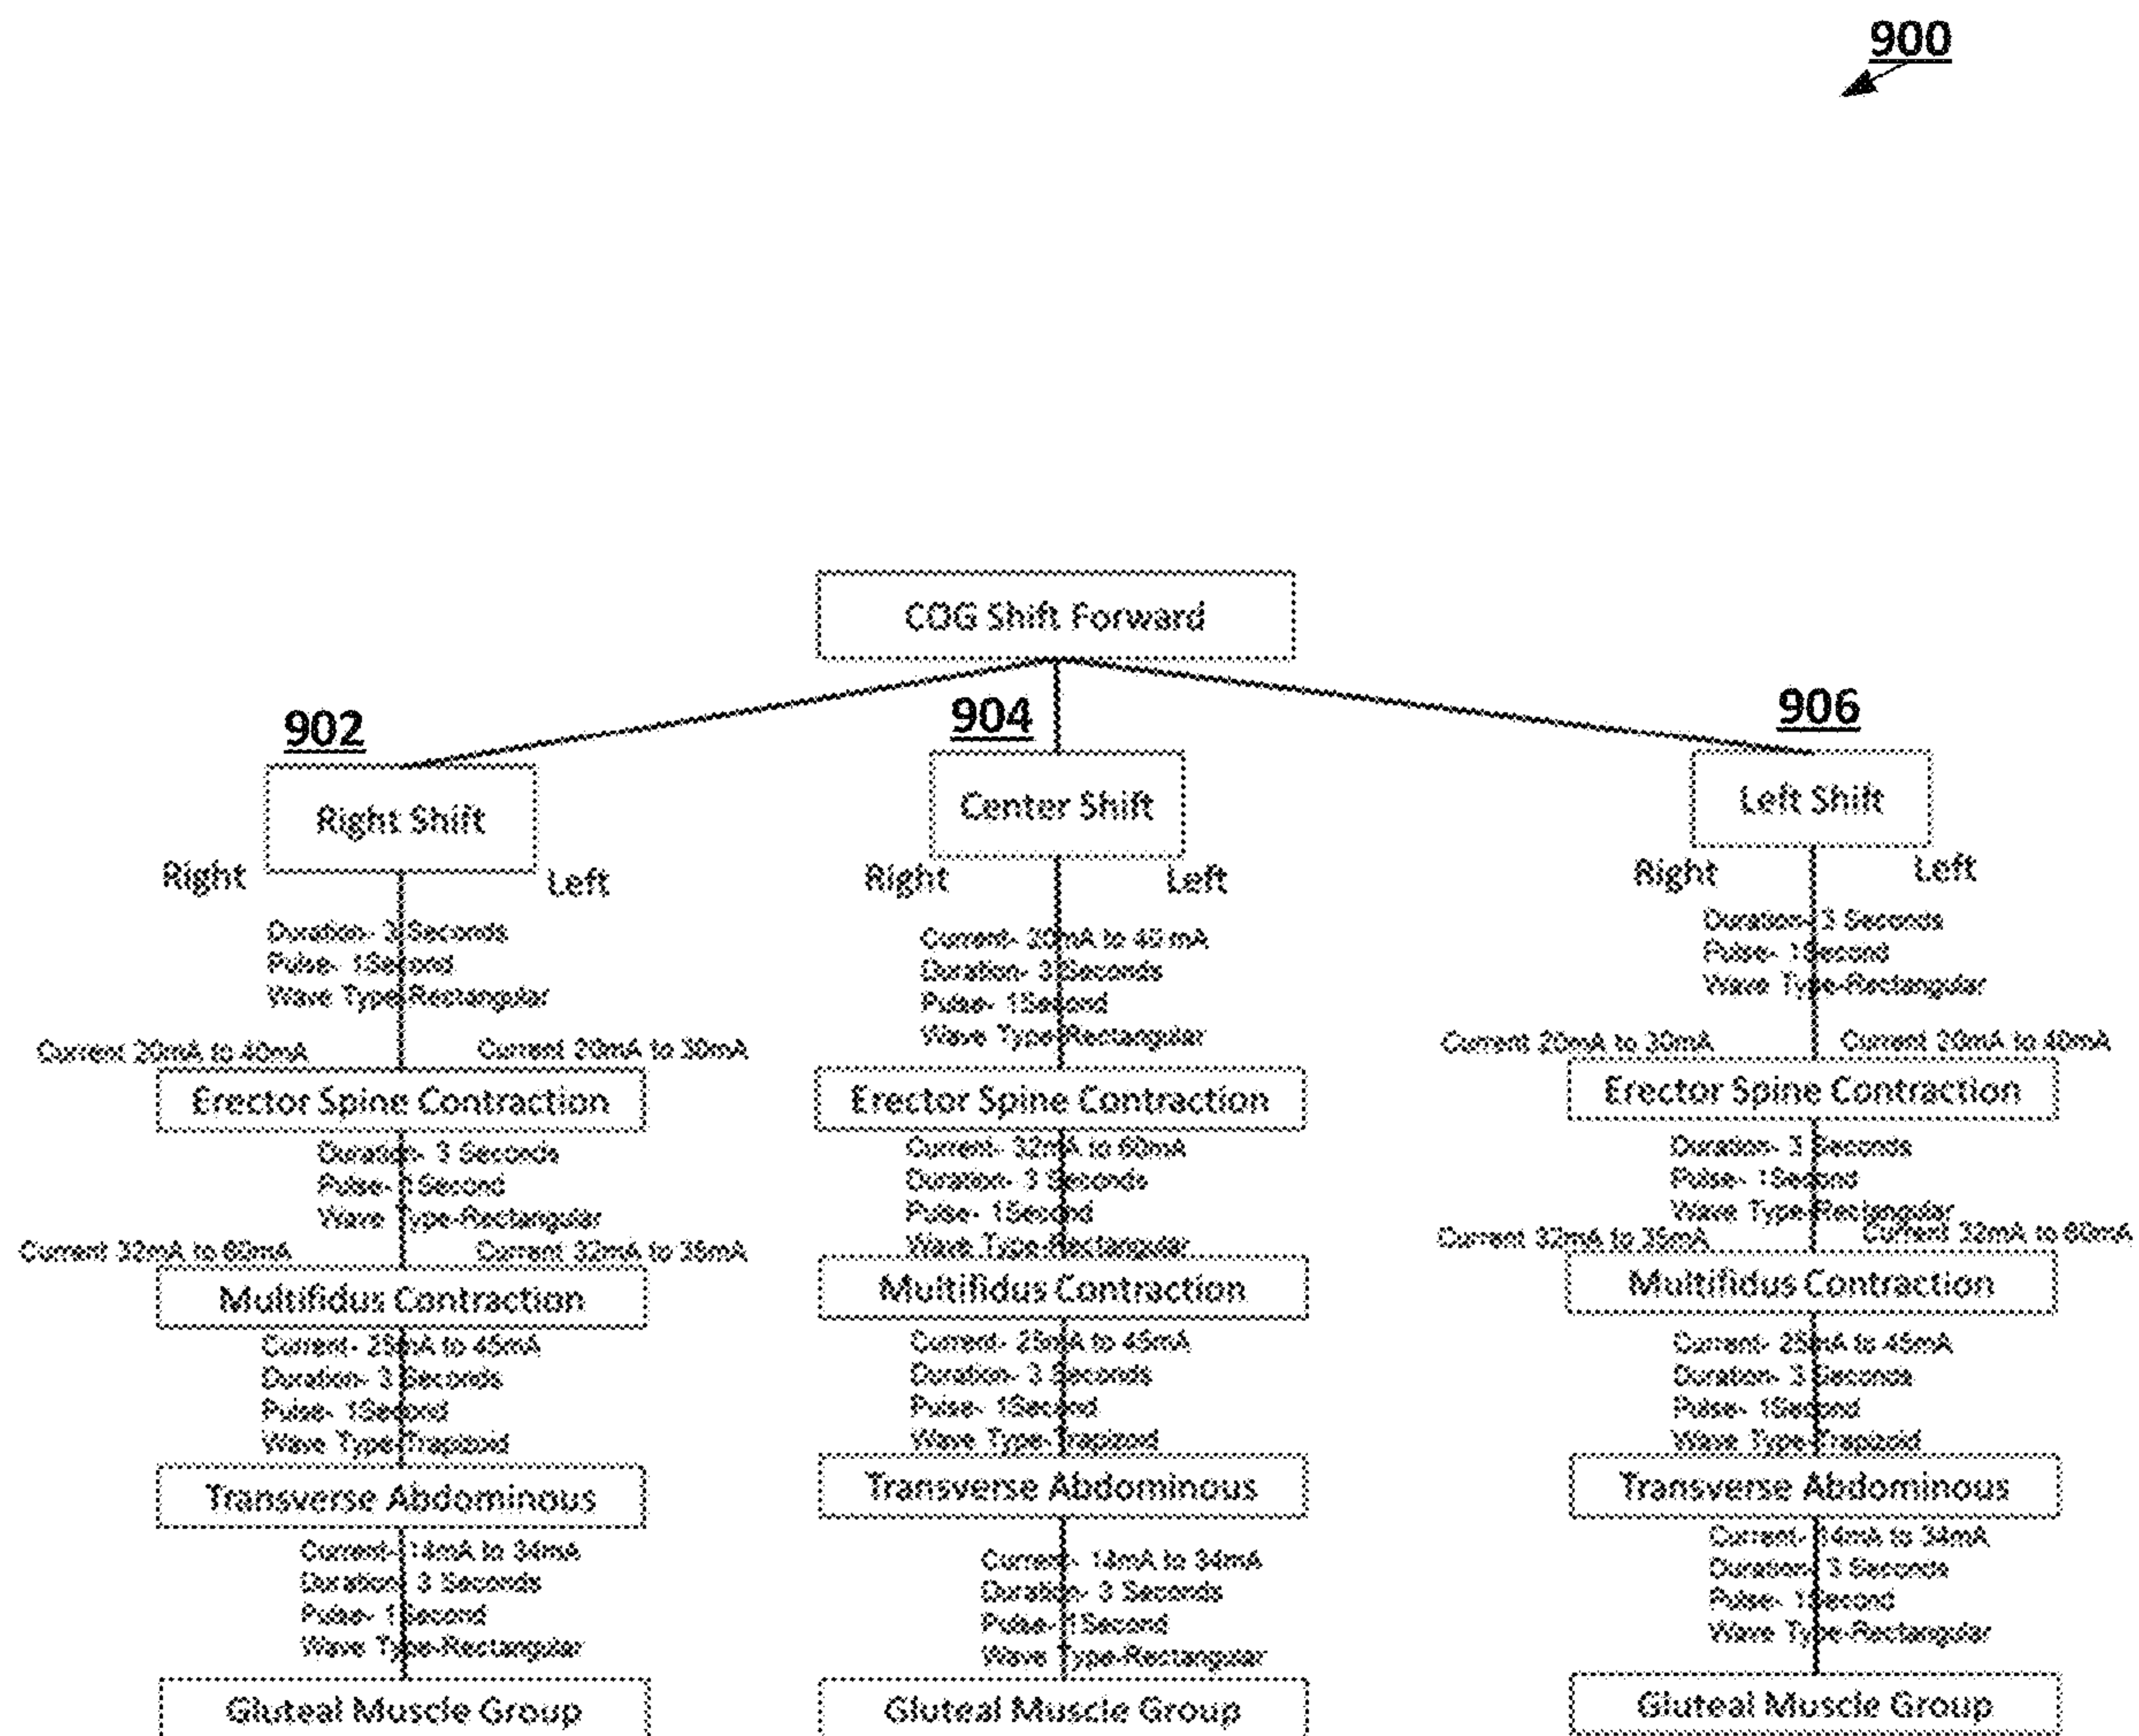 900
COG Shift Forward
902
Right Shift
Right
Left
Duration- 3 Seconds
Pulse- 1Second
Wave Type-Rectangular
Current 20mA to 40mA
Current 20mA to 30mA
Erector Spine Contraction
Duration- 3 Seconds
Pulse- 1Second
Wave Type-Rectangular
Current 32mA to 60mA
Current 32mA to 35mA
Multifidus Contraction
Current- 25mA to 45mA
Duration- 3 Seconds
Pulse- 1Second
Wave Type-Trapizoid
Transverse Abdominous
Current- 14mA to 34mA
Duration- 3 Seconds
Pulse- 1Second
Wave Type-Rectangular
Gluteal Muscle Group
904
Center Shift
Right
Left
Current- 20mA to mA
Duration- 3 Seconds
Pulse- 1Second
Wave Type-Rectangular
Erector Spine Contraction
Current- 32mA to 60mA
Duration- 3 Seconds
Pulse- 1Second
Wave Type-Rectangular
Multifidus Contraction
Current- 25mA to 45mA
Duration- 3 Seconds
Pulse- 1Second
Wave Type-Trapizoid
Transverse Abdominous
Current- 14mA to 34mA
Duration- 3 Seconds
Pulse- 1Second
Wave Type-Rectangular
Gluteal Muscle Group
906
Left Shift
Right
Left
Duration- 3 Seconds
Pulse- 1Second
Wave Type-Rectangular
Current 20mA to 30mA
Current 20mA to 40mA
Erector Spine Contraction
Duration- 3 Seconds
Pulse- 1Second
Wave Type-Rectangular
Current 32mA to 35mA
Current 32mA to 60mA
Multifidus Contraction
Current- 25mA to 45mA
Duration- 3 Seconds
Pulse- 1Second
Wave Type-Trapizoid
Transverse Abdominous
Current- 14mA to 34mA
Duration- 3 Seconds
Pulse- 1Second
Wave Type-Rectangular
Gluteal Muscle Group